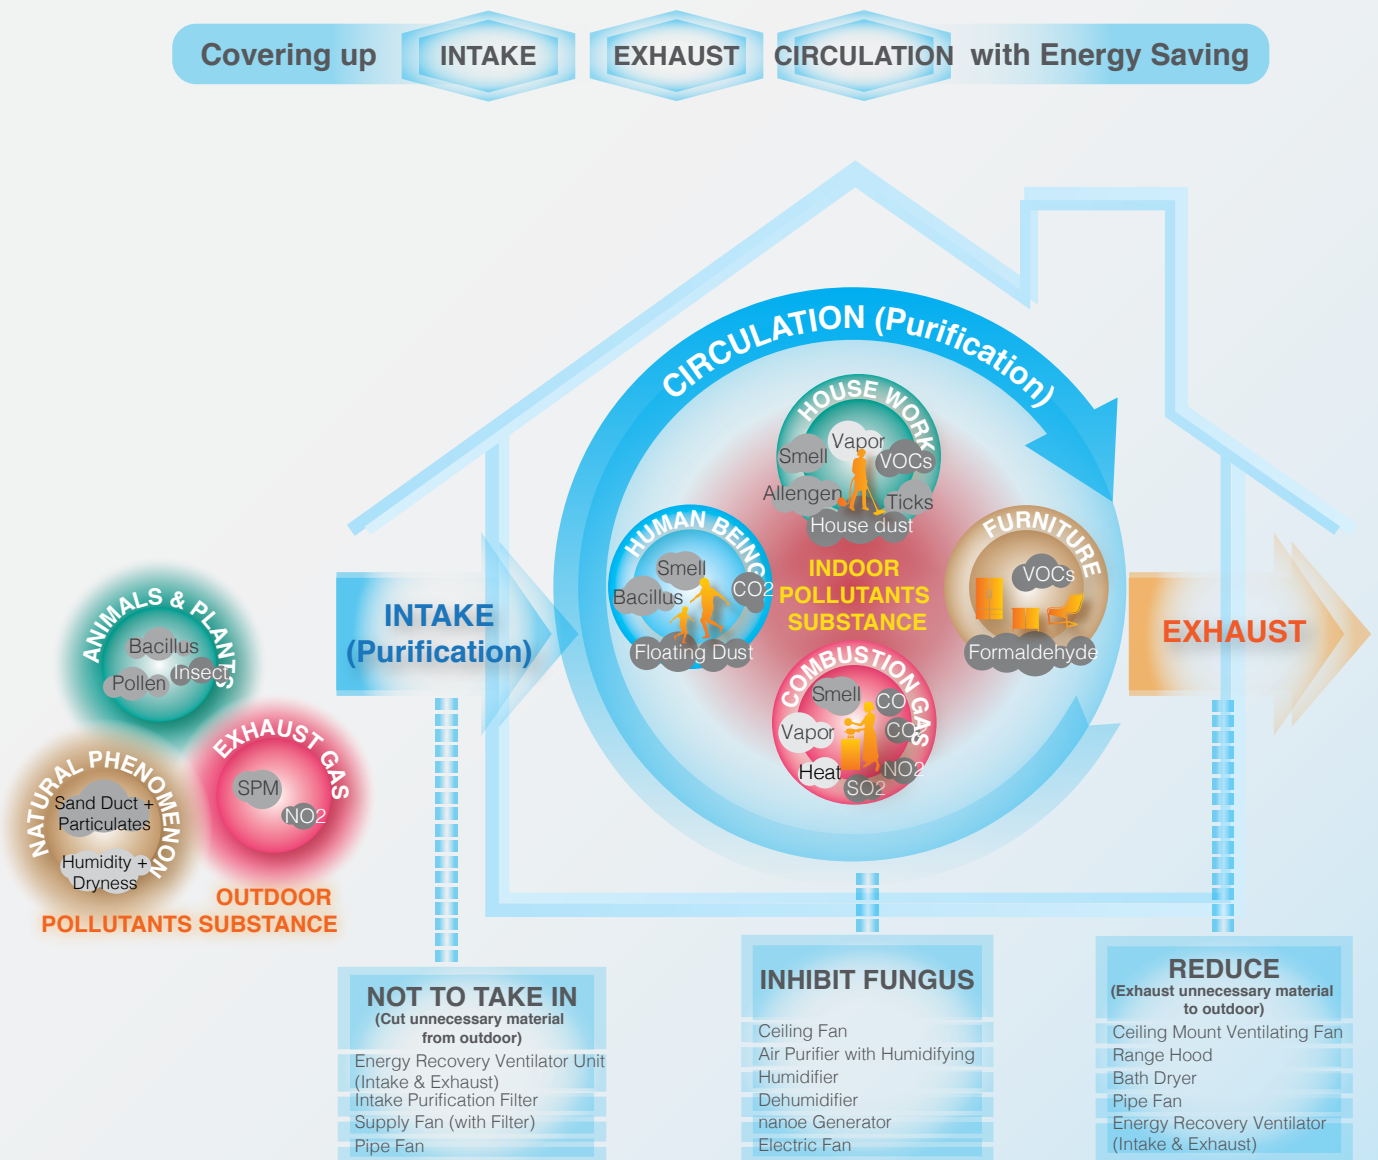 Covering up INTAKE EXHAUST CIRCULATION with Energy Saving
CIRCULATION (Purification)
HOUSE WORK
Vapor
Smell
VOCs
Allengen
Ticks
House dust
HUMAN BEING
Smell
Bacillus
CO2
Floating Dust
INDOOR
POLLUTANTS
SUBSTANCE
FURNITURE
VOCs
Formaldehyde
COMBUSTION GAS
Smell
CO
Vapor
CO2
Heat
NO2
SO2
INTAKE
(Purification)
EXHAUST
ANIMALS & PLANTS
Bacillus
Insect
Pollen
EXHAUST GAS
SPM
NO2
NATURAL PHENOMENON
Sand Duct +
Particulates
Humidity +
Dryness
OUTDOOR
POLLUTANTS SUBSTANCE
NOT TO TAKE IN
(Cut unnecessary material
from outdoor)
Energy Recovery Ventilator Unit
(Intake & Exhaust)
Intake Purification Filter
Supply Fan (with Filter)
Pipe Fan
INHIBIT FUNGUS
Ceiling Fan
Air Purifier with Humidifying
Humidifier
Dehumidifier
nanoe Generator
Electric Fan
REDUCE
(Exhaust unnecessary material
to outdoor)
Ceiling Mount Ventilating Fan
Range Hood
Bath Dryer
Pipe Fan
Energy Recovery Ventilator
(Intake & Exhaust)